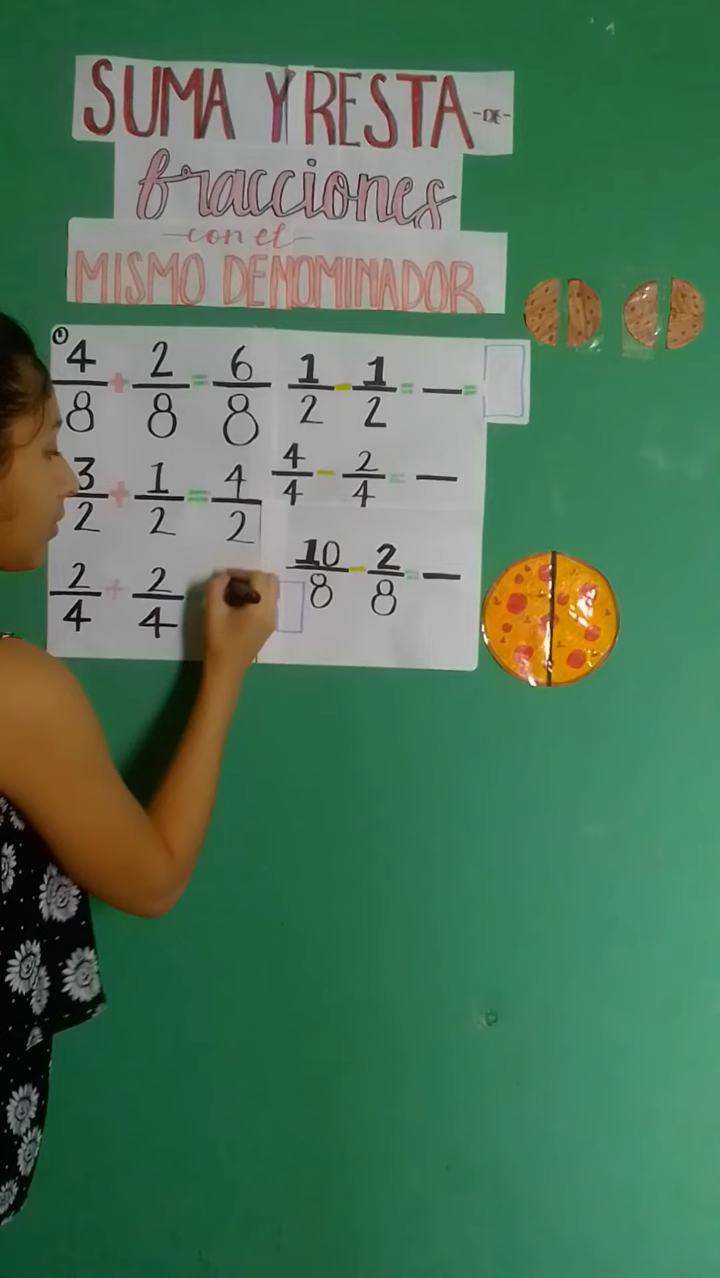 SUMA Y RESTA -DE-
fracciones
-con el-
MISMO DENOMINADOR
① 4/8 + 2/8 = 6/8
3/2 + 1/2 = 4/2
2/4 + 2/4
1/2 - 1/2 = — =
4/4 - 2/4 = —
10/8 - 2/8 = —